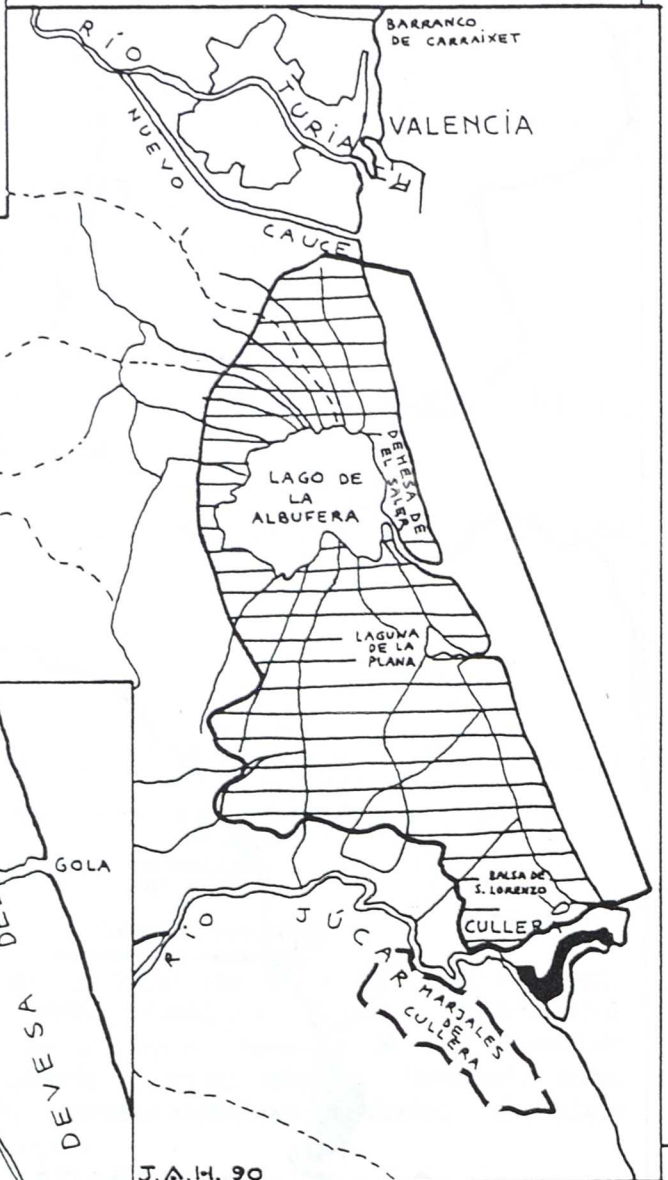 BARRANCO
DE CARRAIXET
RÍO
TURIA
VALENCIA
NUEVO
CAUCE
DEHESA DE
EL SALER
LAGO DE
LA
ALBUFERA
LAGUNA
DE LA
PLANA
GOLA
BALSA DE
S. LORENZO
CULLERA
RÍO
JÚCAR
MARJALES
DE
CULLERA
DEVESA
J.A.H. 90